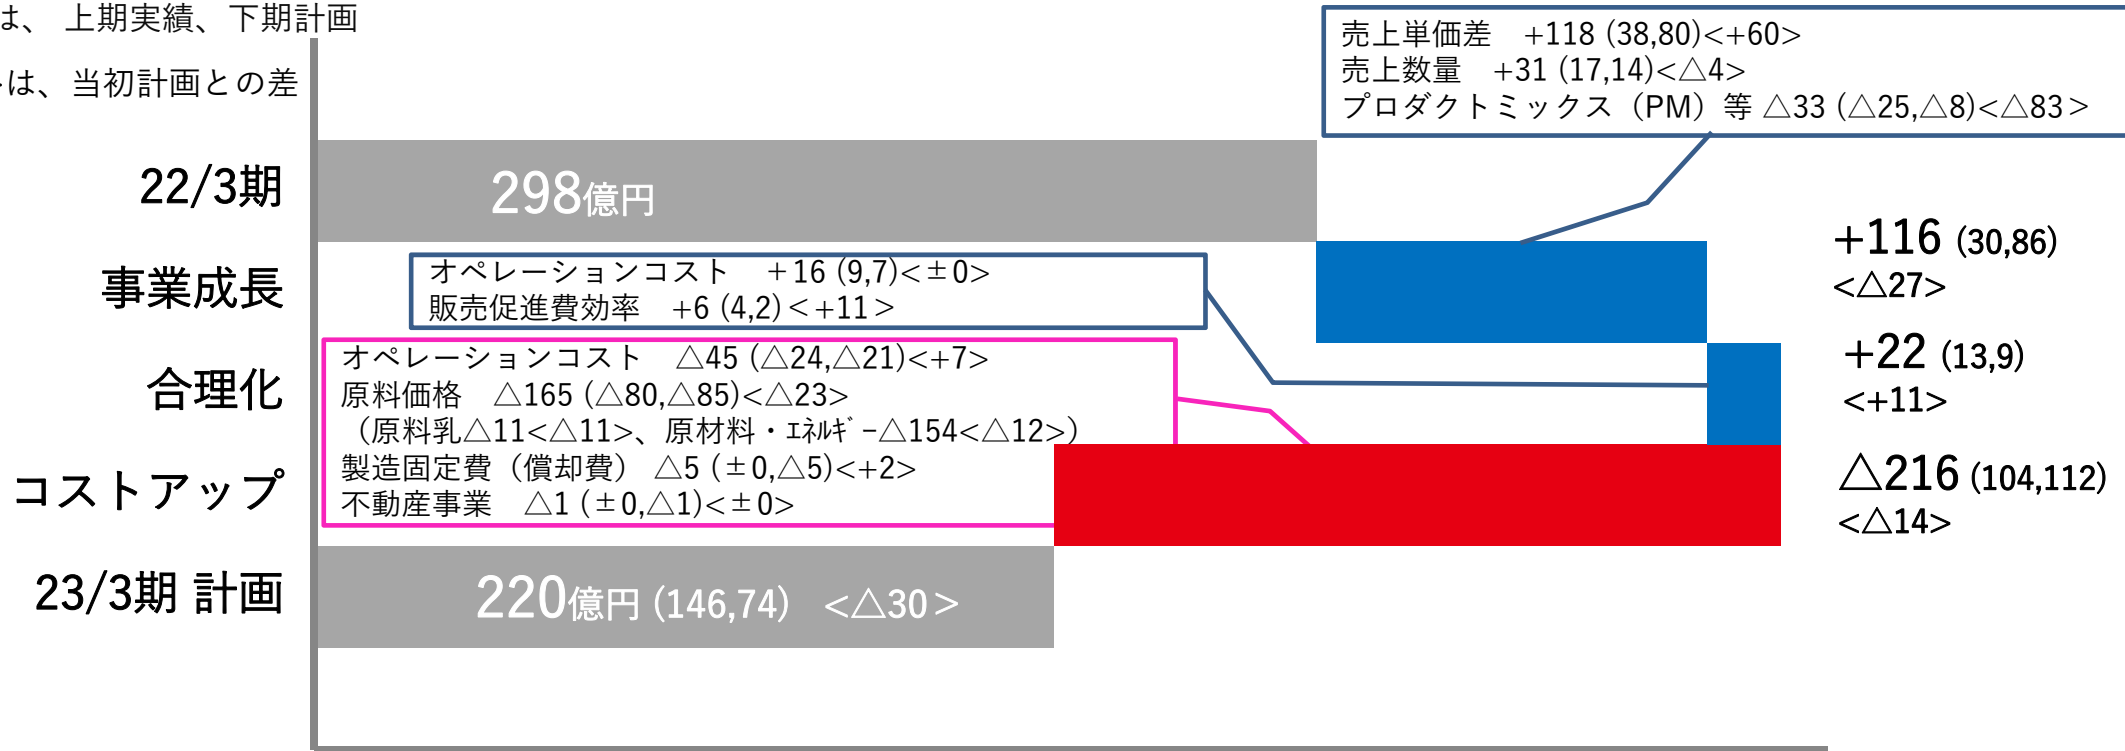 は、 上期実績、下期計画
は、当初計画との差
売上単価差 +118 (38,80)<+60>
売上数量 +31 (17,14)<△4>
プロダクトミックス（PM）等 △33 (△25,△8)<△83>
22/3期
298億円
事業成長
+116 (30,86)
<△27>
オペレーションコスト +16 (9,7)<±0>
販売促進費効率 +6 (4,2)<+11>
合理化
+22 (13,9)
<+11>
オペレーションコスト △45 (△24,△21)<+7>
原料価格 △165 (△80,△85)<△23>
（原料乳△11<△11>、原材料・ｴﾈﾙｷﾞｰ△154<△12>）
製造固定費（償却費） △5 (±0,△5)<+2>
不動産事業 △1 (±0,△1)<±0>
コストアップ
△216 (104,112)
<△14>
23/3期 計画
220億円 (146,74) <△30>